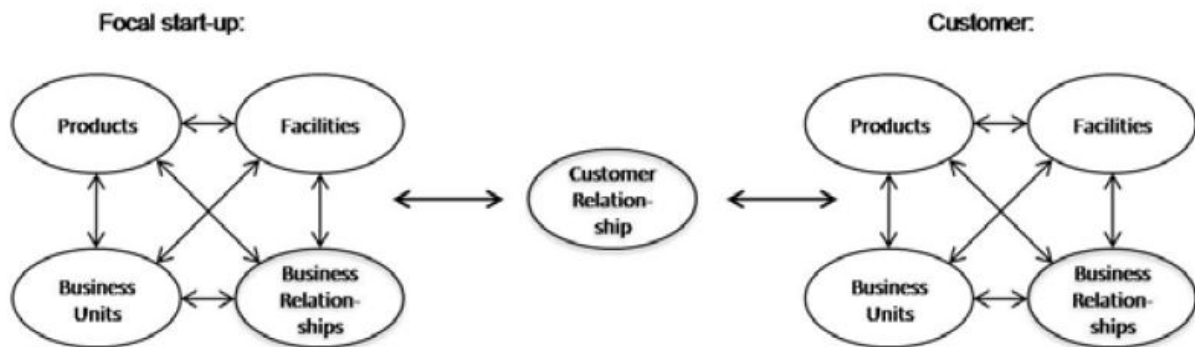 Focal start-up:
Customer:
Products
Facilities
Products
Facilities
Customer
Relation-
ship
Business
Units
Business
Relation-
ships
Business
Units
Business
Relation-
ships